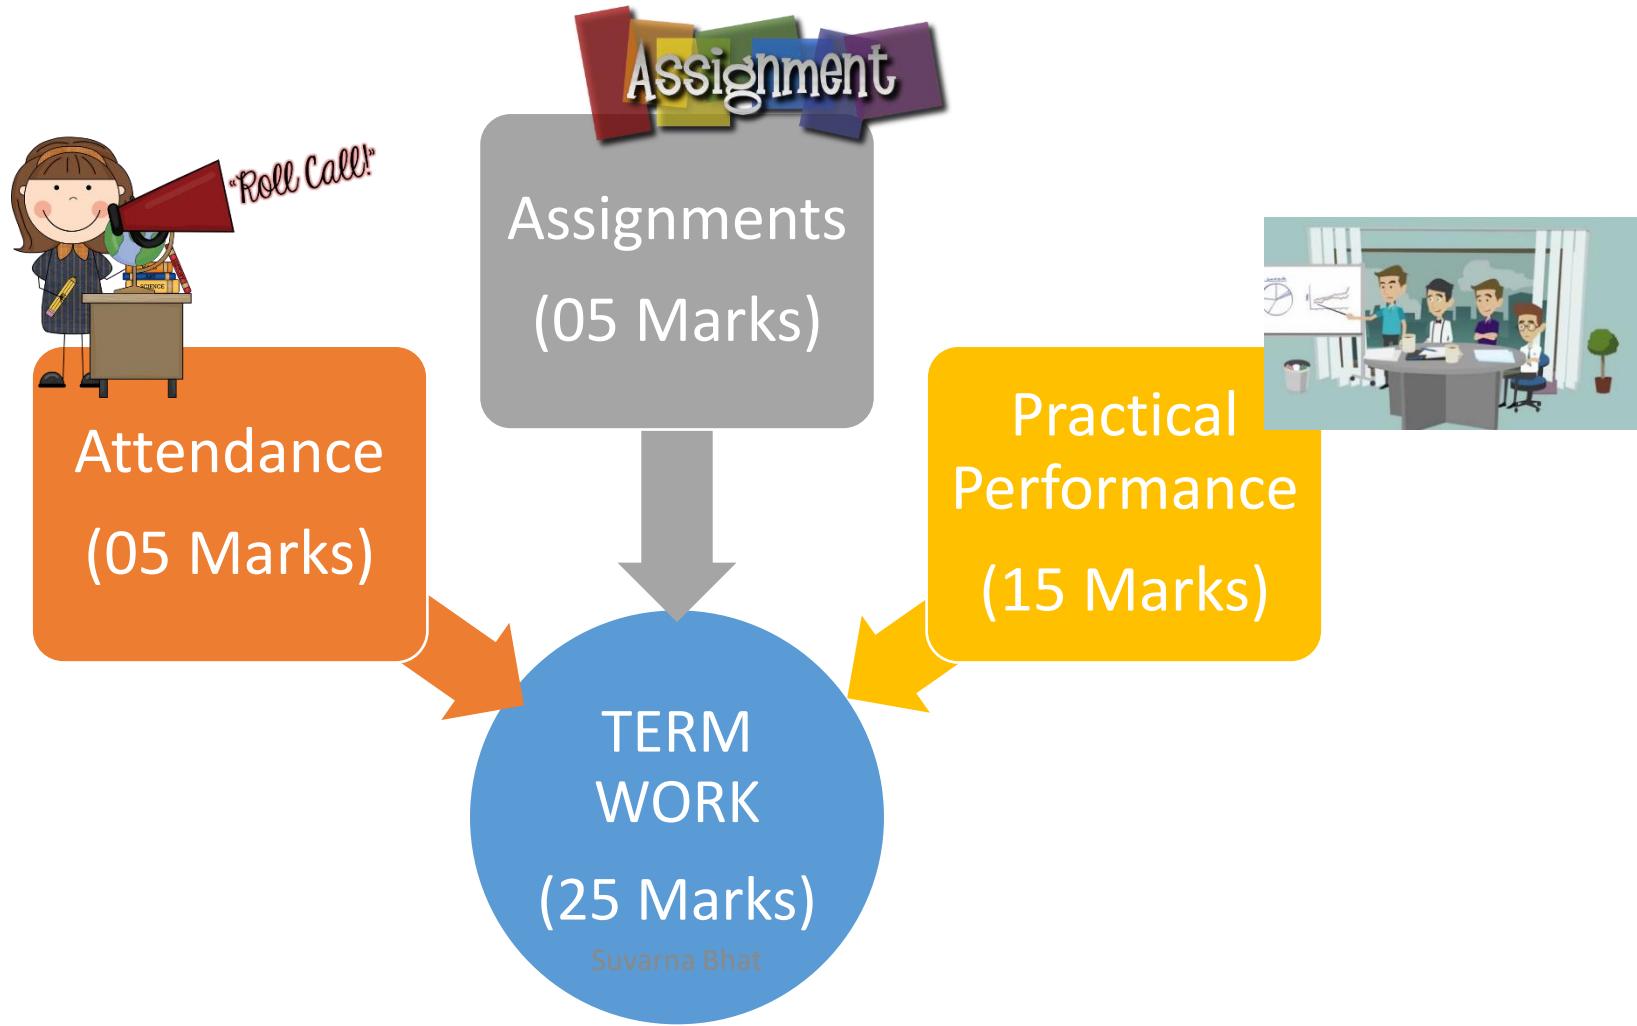 Assignment
"Roll Call!"
SCIENCE
Assignments
(05 Marks)
Attendance
(05 Marks)
Practical
Performance
(15 Marks)
TERM
WORK
(25 Marks)
Suvarna Bhat